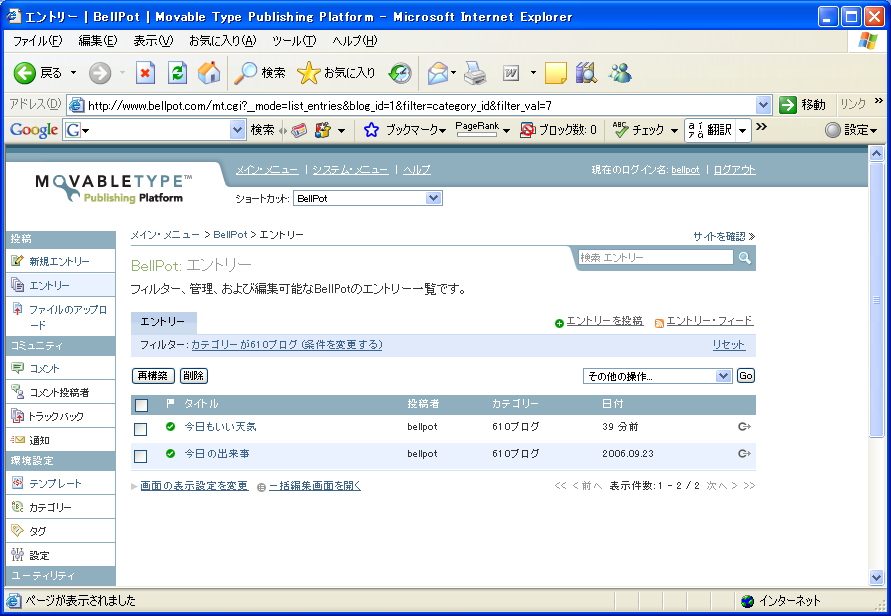 エントリー | BellPot | Movable Type Publishing Platform - Microsoft Internet Explorer
ファイル(F) 編集(E) 表示(V) お気に入り(A) ツール(T) ヘルプ(H)
戻る 検索 お気に入り W
アドレス(D) http://www.bellpot.com/mt.cgi?_mode=list_entries&blog_id=1&filter=category_id&filter_val=7 移動 リンク »
Google G 検索 ブックマーク PageRank ブロック数: 0 ABC チェック 翻訳 » 設定
MOVABLETYPE™
Publishing Platform
メイン・メニュー | システム・メニュー | ヘルプ 現在のログイン名: bellpot | ログアウト
ショートカット: BellPot
投稿
新規エントリー
エントリー
ファイルのアップロ
ード
コミュニティ
コメント
コメント投稿者
トラックバック
通知
環境設定
テンプレート
カテゴリー
タグ
設定
ユーティリティ
メイン・メニュー > BellPot > エントリー サイトを確認 »
BellPot: エントリー 検索 エントリー
フィルター、管理、および編集可能なBellPotのエントリー一覧です。
エントリー エントリーを投稿 エントリー・フィード
フィルター: カテゴリーが610ブログ (条件を変更する) リセット
再構築 削除 その他の操作... Go
タイトル 投稿者 カテゴリー 日付
今日もいい天気 bellpot 610ブログ 39 分前
今日の出来事 bellpot 610ブログ 2006.09.23
画面の表示設定を変更 一括編集画面を開く << < 前へ 表示件数: 1 - 2 / 2 次へ > >>
ページが表示されました インターネット